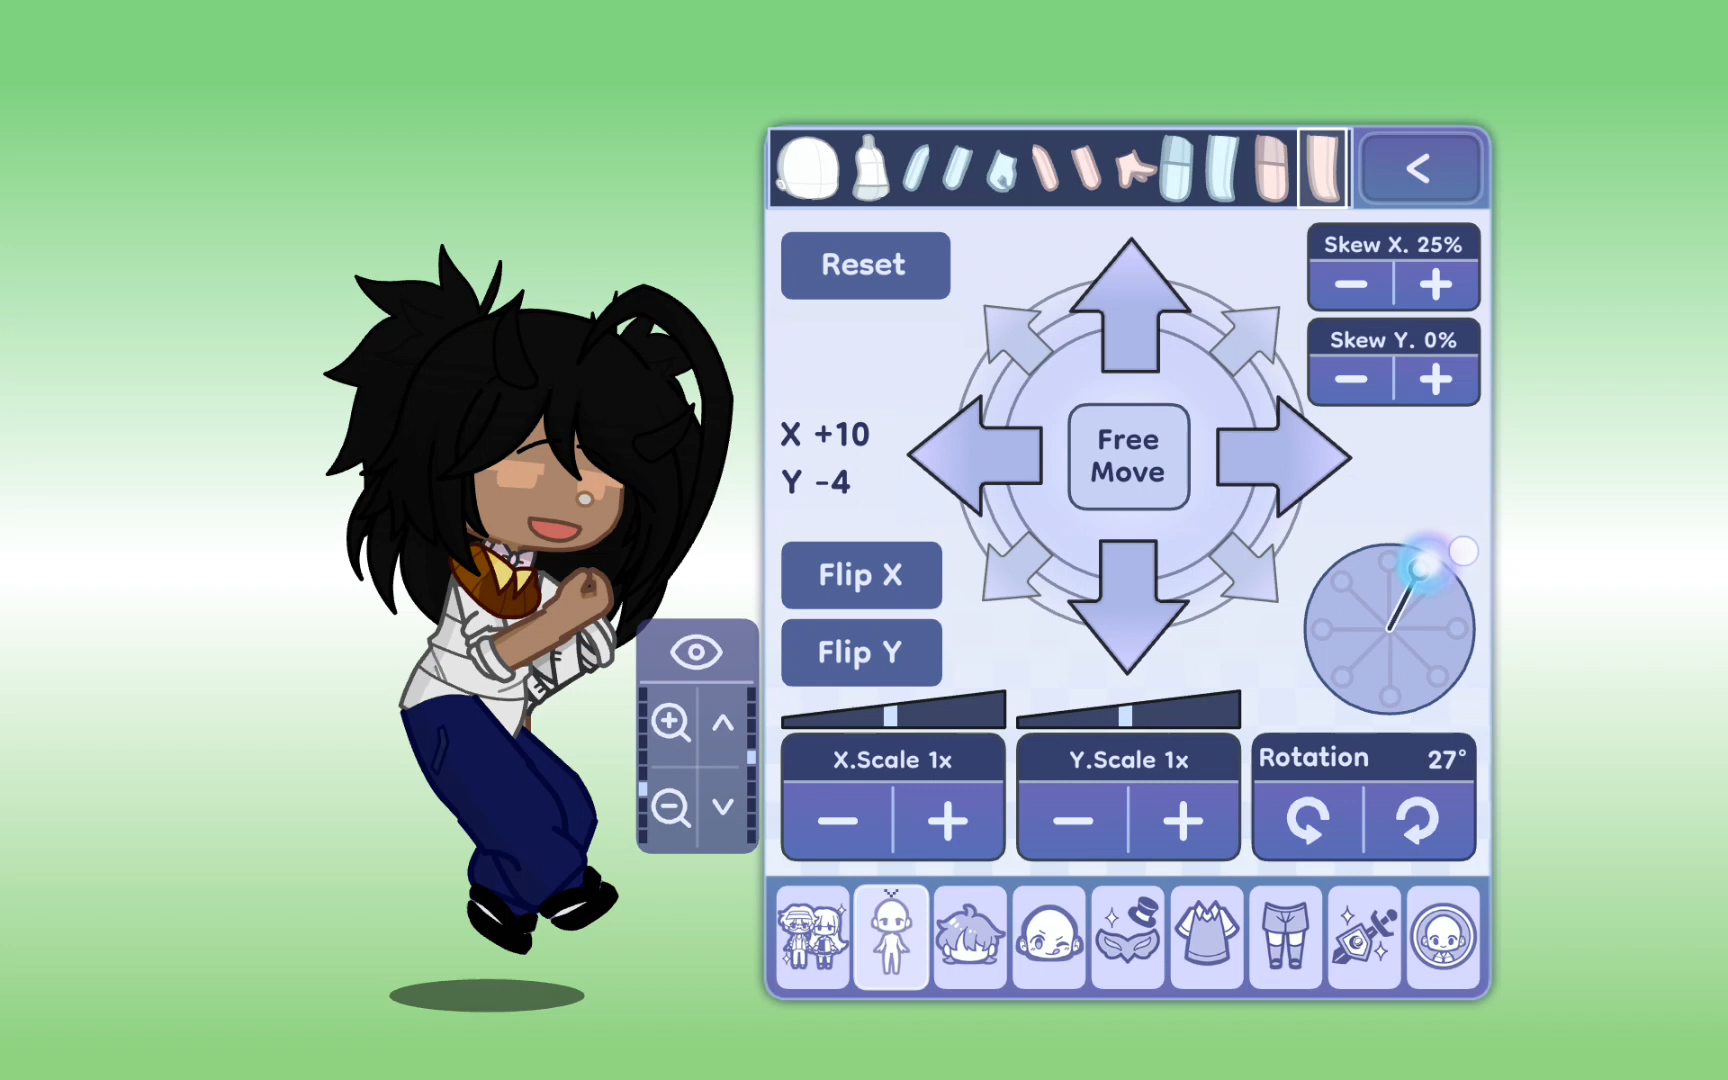 <
Reset
Skew X. 25%
− +
Skew Y. 0%
− +
X +10
Y -4
Free
Move
Flip X
Flip Y
X.Scale 1x
− +
Y.Scale 1x
− +
Rotation 27°